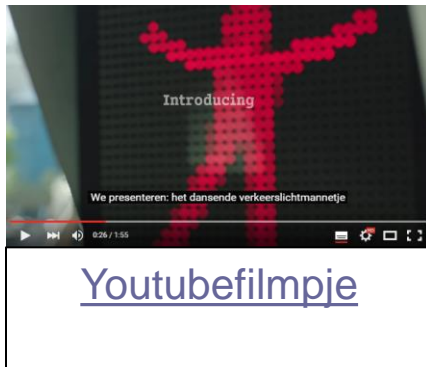 Introducing
We presenteren: het dansende verkeerslichtmannetje
0:26 / 1:55
Youtubefilmpje